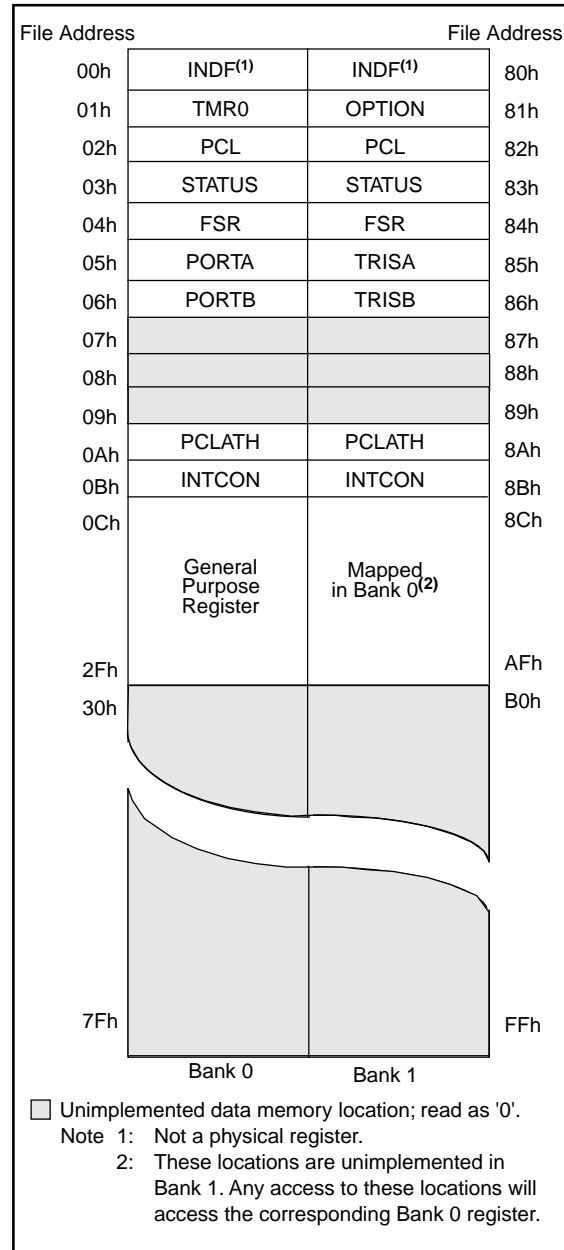 File Address File Address
00h INDF(1) INDF(1) 80h
01h TMR0 OPTION 81h
02h PCL PCL 82h
03h STATUS STATUS 83h
04h FSR FSR 84h
05h PORTA TRISA 85h
06h PORTB TRISB 86h
07h 87h
08h 88h
09h 89h
0Ah PCLATH PCLATH 8Ah
0Bh INTCON INTCON 8Bh
0Ch 8Ch
General Mapped
Purpose in Bank 0(2)
Register
2Fh AFh
30h B0h
7Fh FFh
Bank 0 Bank 1
Unimplemented data memory location; read as '0'.
Note 1: Not a physical register.
2: These locations are unimplemented in
Bank 1. Any access to these locations will
access the corresponding Bank 0 register.